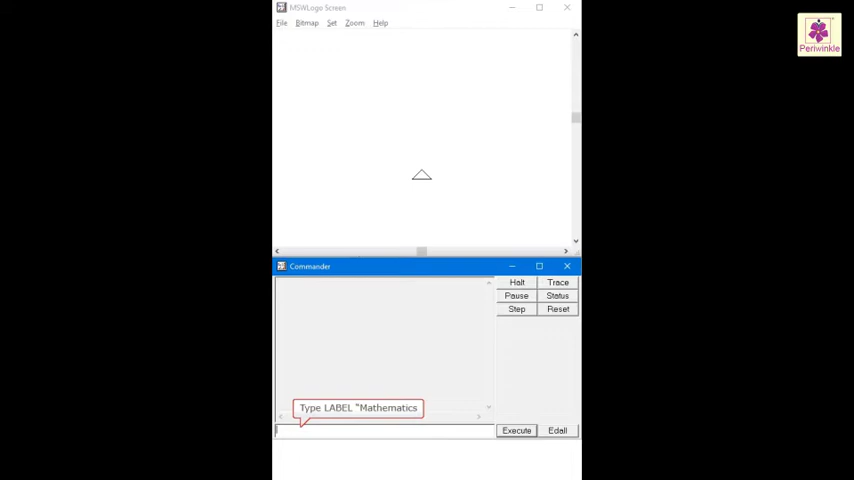 MSWLogo Screen
File Bitmap Set Zoom Help
Periwinkle
Commander
Halt Trace
Pause Status
Step Reset
Type LABEL “Mathematics
Execute Edall